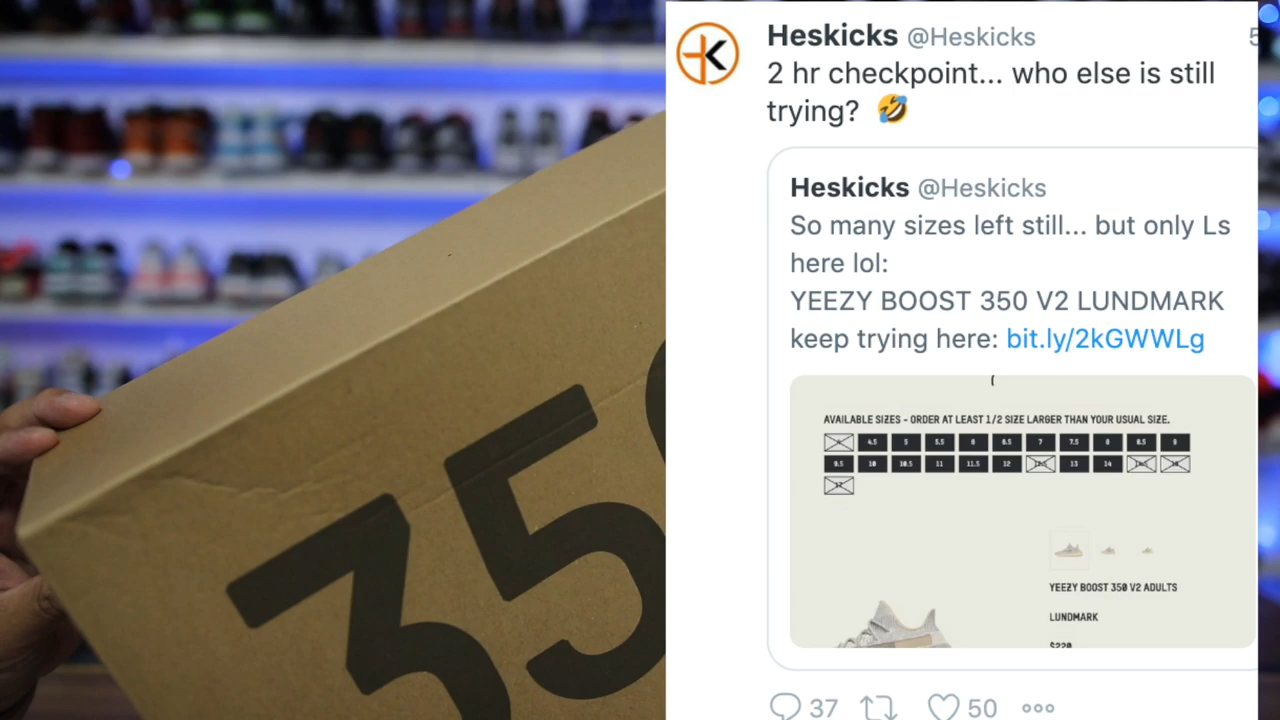 350
Heskicks @Heskicks
2 hr checkpoint... who else is still
trying? 🤣
Heskicks @Heskicks
So many sizes left still... but only Ls
here lol:
YEEZY BOOST 350 V2 LUNDMARK
keep trying here: bit.ly/2kGWWLg
AVAILABLE SIZES - ORDER AT LEAST 1/2 SIZE LARGER THAN YOUR USUAL SIZE.
4.5 5 5.5 6 6.5 7 7.5 8 8.5 9
9.5 10 10.5 11 11.5 12 12.5 13 14
YEEZY BOOST 350 V2 ADULTS
LUNDMARK
$220
37 50